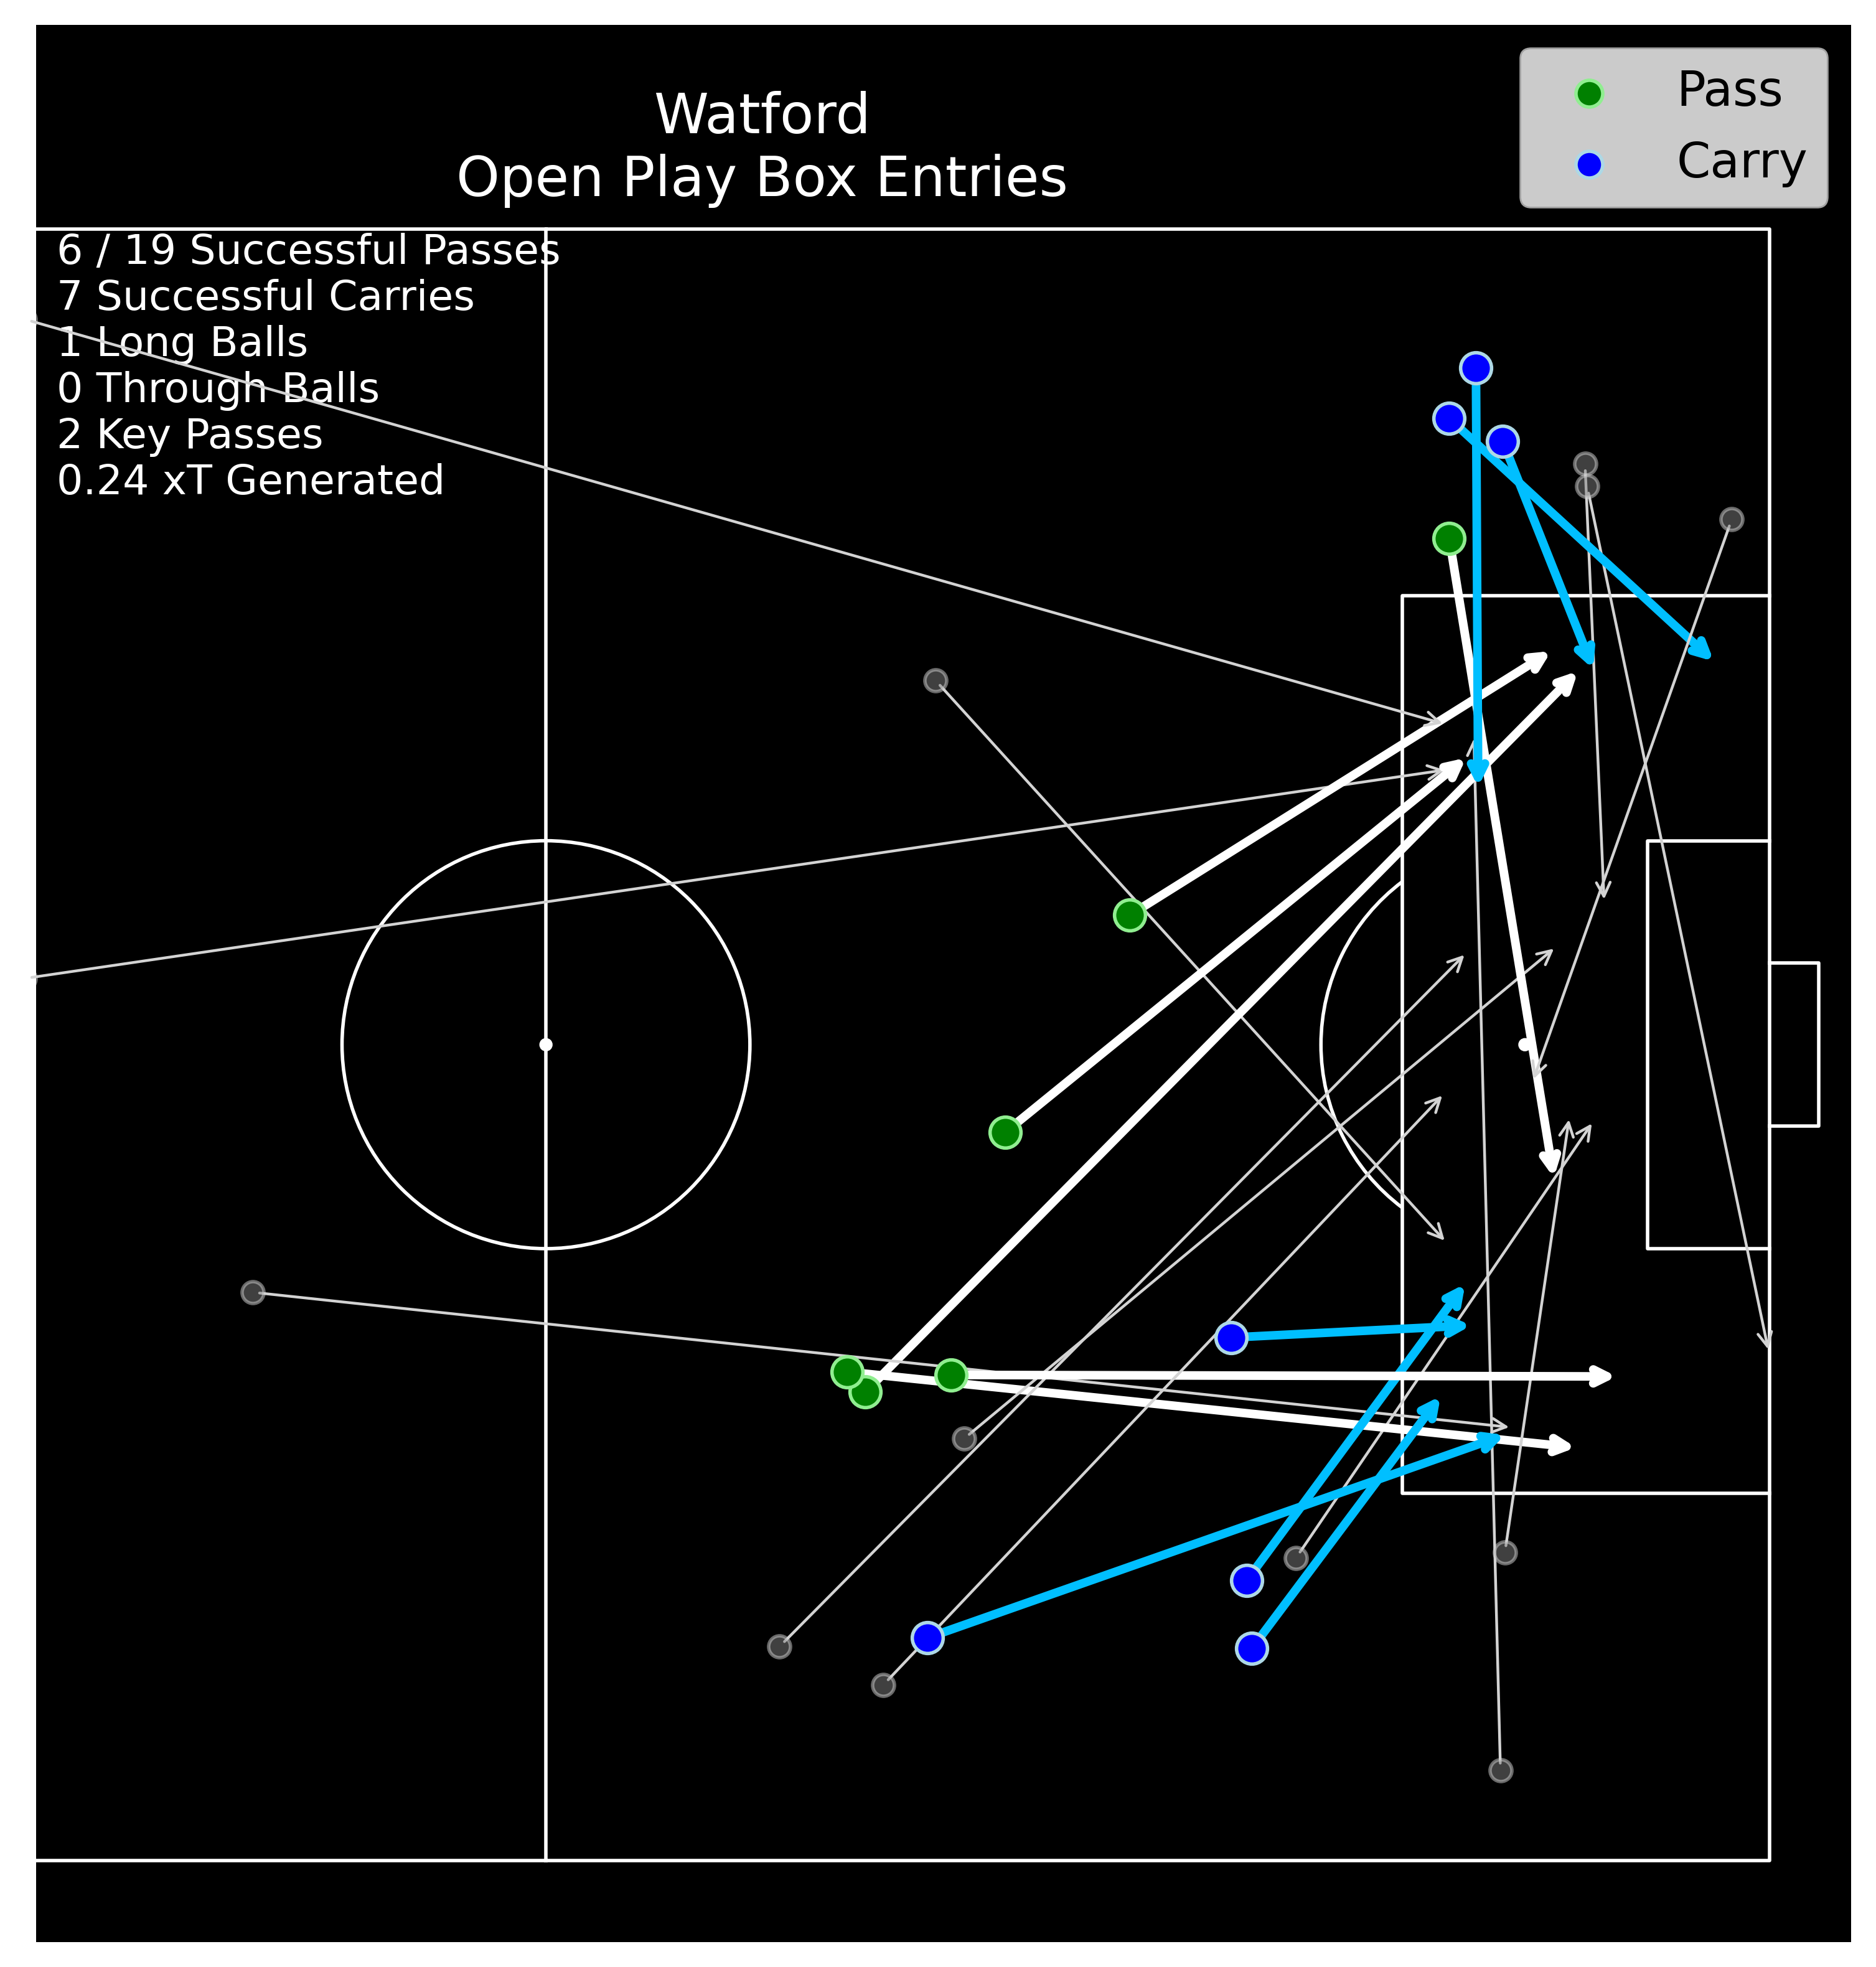 Watford
Open Play Box Entries
Pass
Carry
6 / 19 Successful Passes
7 Successful Carries
1 Long Balls
0 Through Balls
2 Key Passes
0.24 xT Generated